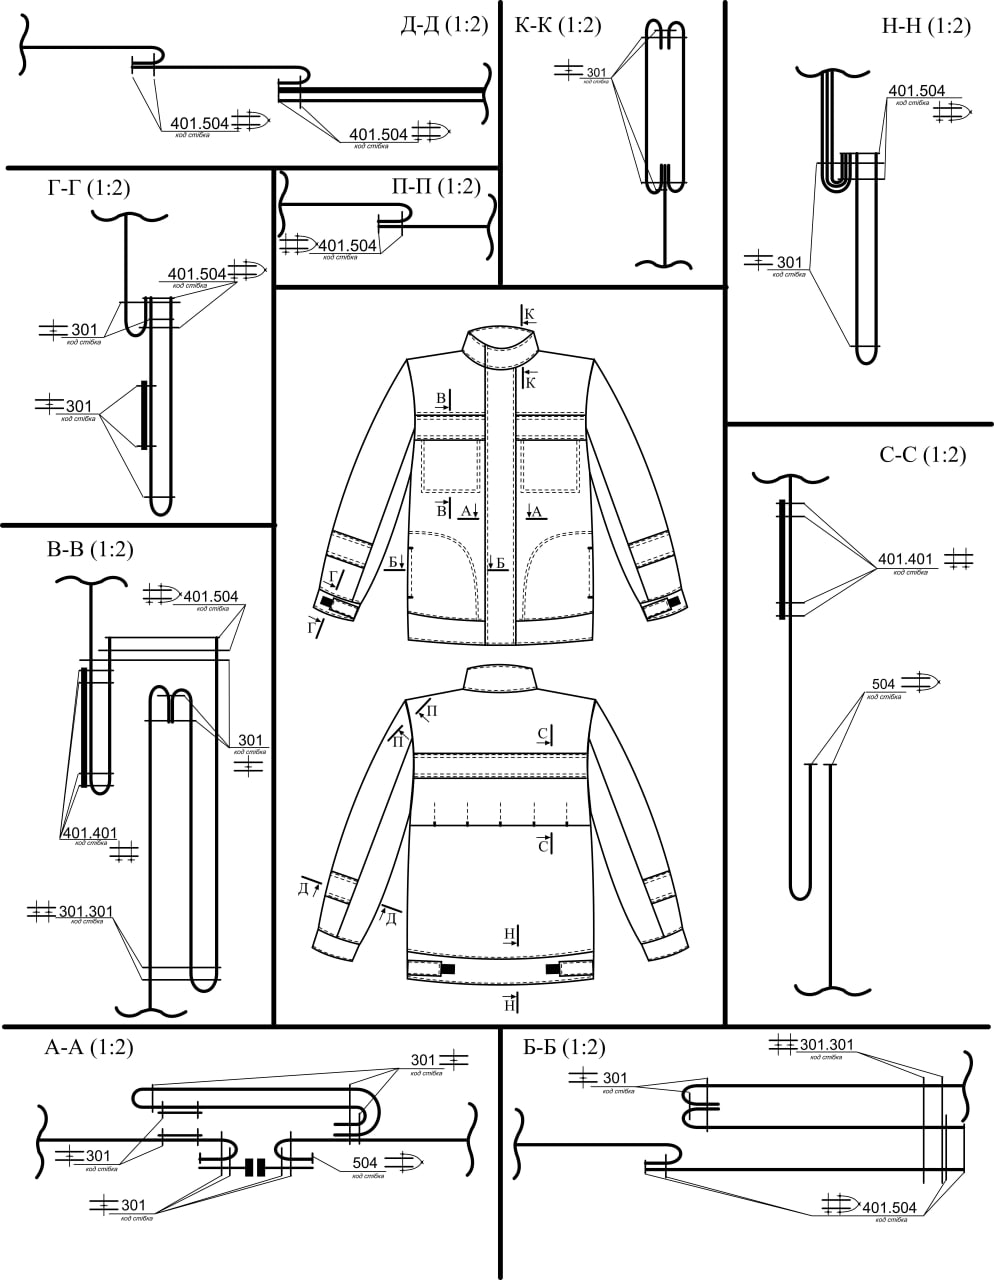 Д-Д (1:2)
401.504
код стібка
401.504
код стібка
К-К (1:2)
301
код стібка
Н-Н (1:2)
401.504
код стібка
301
код стібка
Г-Г (1:2)
401.504
код стібка
301
код стібка
301
код стібка
П-П (1:2)
401.504
код стібка
К
К
В
В
А
А
Б
Б
Г
Г
П
П
С
С
Д
Д
Н
Н
С-С (1:2)
401.401
код стібка
504
код стібка
В-В (1:2)
401.504
код стібка
301
код стібка
401.401
код стібка
301.301
код стібка
А-А (1:2)
301
код стібка
301
код стібка
504
код стібка
301
код стібка
Б-Б (1:2)
301.301
код стібка
301
код стібка
401.504
код стібка